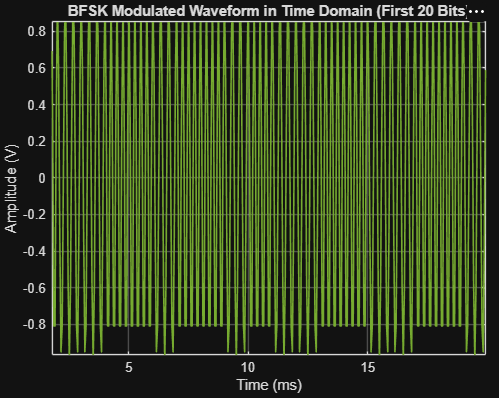 BFSK Modulated Waveform in Time Domain (First 20 Bits
0.8
0.6
0.4
0.2
0
-0.2
-0.4
-0.6
-0.8
Amplitude (V)
5 10 15
Time (ms)